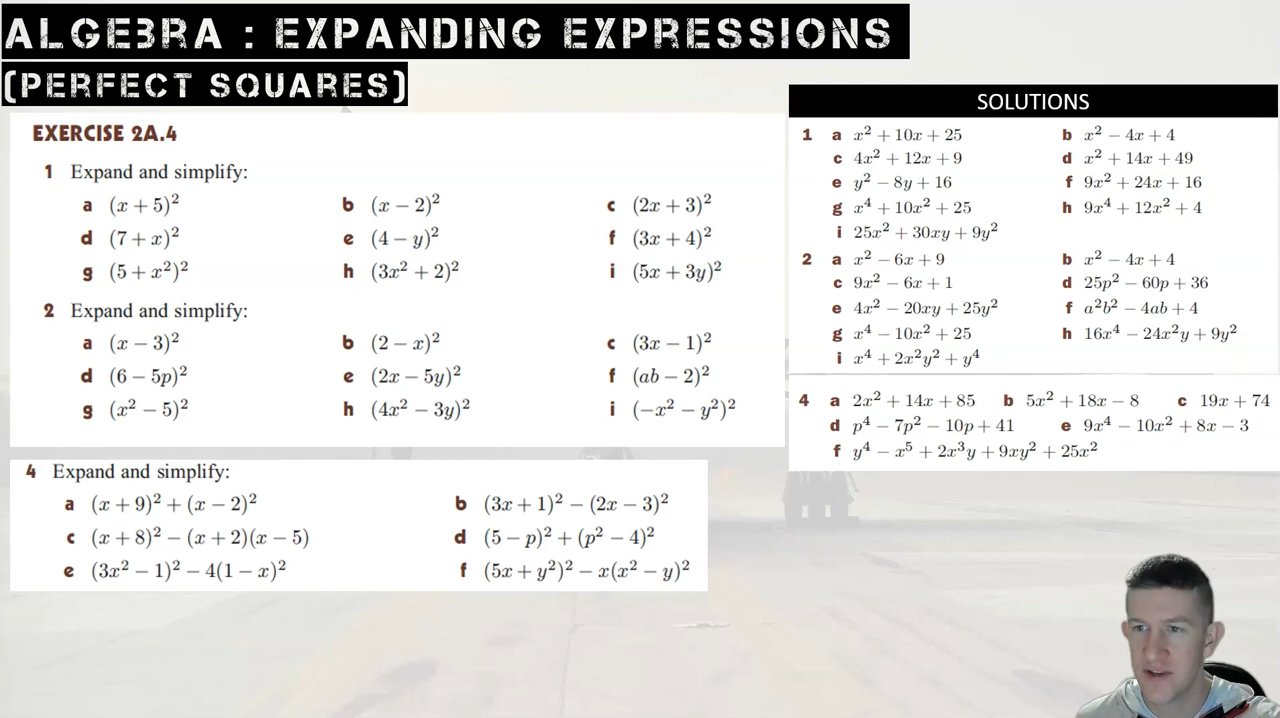 ALGEBRA : EXPANDING EXPRESSIONS
(PERFECT SQUARES)
EXERCISE 2A.4
1 Expand and simplify:
a (x + 5)² b (x − 2)² c (2x + 3)²
d (7 + x)² e (4 − y)² f (3x + 4)²
g (5 + x²)² h (3x² + 2)² i (5x + 3y)²
2 Expand and simplify:
a (x − 3)² b (2 − x)² c (3x − 1)²
d (6 − 5p)² e (2x − 5y)² f (ab − 2)²
g (x² − 5)² h (4x² − 3y)² i (−x² − y²)²
4 Expand and simplify:
a (x + 9)² + (x − 2)² b (3x + 1)² − (2x − 3)²
c (x + 8)² − (x + 2)(x − 5) d (5 − p)² + (p² − 4)²
e (3x² − 1)² − 4(1 − x)² f (5x + y²)² − x(x² − y)²
SOLUTIONS
1 a x² + 10x + 25 b x² − 4x + 4
c 4x² + 12x + 9 d x² + 14x + 49
e y² − 8y + 16 f 9x² + 24x + 16
g x⁴ + 10x² + 25 h 9x⁴ + 12x² + 4
i 25x² + 30xy + 9y²
2 a x² − 6x + 9 b x² − 4x + 4
c 9x² − 6x + 1 d 25p² − 60p + 36
e 4x² − 20xy + 25y² f a²b² − 4ab + 4
g x⁴ − 10x² + 25 h 16x⁴ − 24x²y + 9y²
i x⁴ + 2x²y² + y⁴
4 a 2x² + 14x + 85 b 5x² + 18x − 8 c 19x + 74
d p⁴ − 7p² − 10p + 41 e 9x⁴ − 10x² + 8x − 3
f y⁴ − x⁵ + 2x³y + 9xy² + 25x²